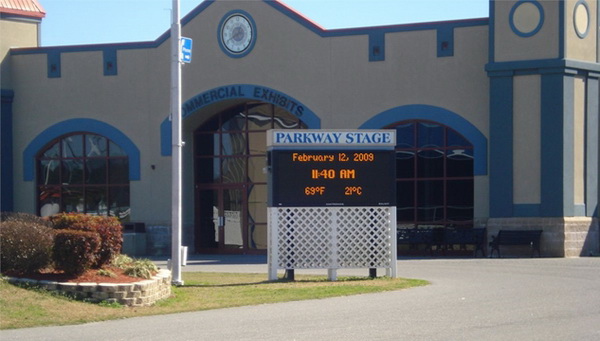 COMMERCIAL EXHIBITS
PARKWAY STAGE
February 12, 2009
11:40 AM
69°F 21°C